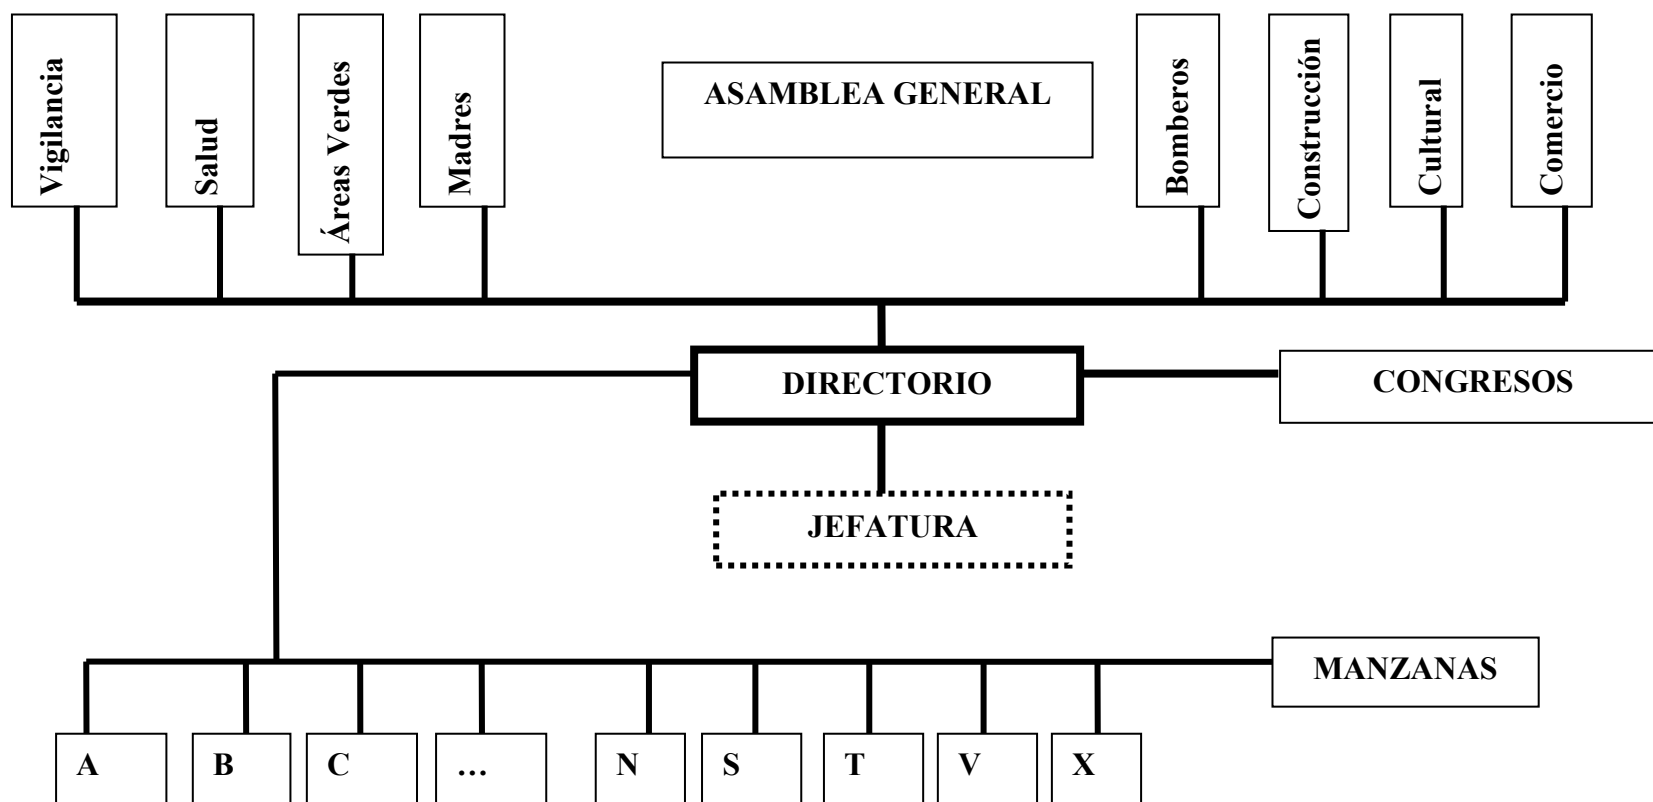 Vigilancia
Salud
Áreas Verdes
Madres
ASAMBLEA GENERAL
Bomberos
Construcción
Cultural
Comercio
DIRECTORIO
CONGRESOS
JEFATURA
MANZANAS
A
B
C
…
N
S
T
V
X